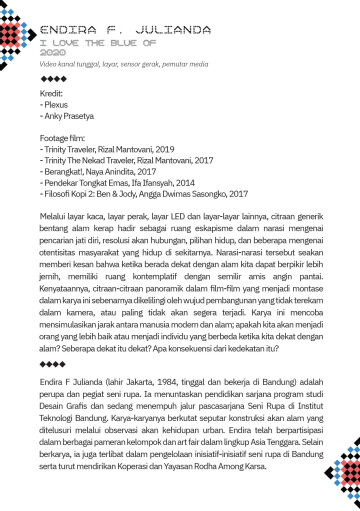 ENDIRA F. JULIANDA
I LOVE THE BLUE OF
2020
Video kanal tunggal, layar, sensor gerak, pemutar media
Kredit:
- Plexus
- Anky Prasetya
Footage film:
- Trinity Traveler, Rizal Mantovani, 2019
- Trinity The Nekad Traveler, Rizal Mantovani, 2017
- Berangkat!, Naya Anindita, 2017
- Pendekar Tongkat Emas, Ifa Ifansyah, 2014
- Filosofi Kopi 2: Ben & Jody, Angga Dwimas Sasongko, 2017
Melalui layar kaca, layar perak, layar LED dan layar-layar lainnya, citraan generik
bentang alam kerap hadir sebagai ruang eskapisme dalam narasi mengenai
pencarian jati diri, resolusi akan hubungan, pilihan hidup, dan beberapa mengenai
otentisitas masyarakat yang hidup di sekitarnya. Narasi-narasi tersebut seakan
memberi kesan bahwa ketika berada dekat dengan alam kita dapat berpikir lebih
jernih, memiliki ruang kontemplatif dengan semilir amis angin pantai.
Kenyataannya, citraan-citraan panoramik dalam film-film yang menjadi montase
dalam karya ini sebenarnya dikelilingi oleh wujud pembangunan yang tidak terekam
dalam kamera, atau paling tidak akan segera terjadi. Karya ini mencoba
mensimulasikan jarak antara manusia modern dan alam; apakah kita akan menjadi
orang yang lebih baik atau menjadi individu yang berbeda ketika kita dekat dengan
alam? Seberapa dekat itu dekat? Apa konsekuensi dari kedekatan itu?
Endira F Julianda (lahir Jakarta, 1984, tinggal dan bekerja di Bandung) adalah
perupa dan pegiat seni rupa. Ia menuntaskan pendidikan sarjana program studi
Desain Grafis dan sedang menempuh jalur pascasarjana Seni Rupa di Institut
Teknologi Bandung. Karya-karyanya berkutat seputar konstruksi akan alam yang
ditelusuri melalui observasi akan kehidupan urban. Endira telah berpartisipasi
dalam berbagai pameran kelompok dan art fair dalam lingkup Asia Tenggara. Selain
berkarya, ia juga terlibat dalam pengelolaan inisiatif-inisiatif seni rupa di Bandung
serta turut mendirikan Koperasi dan Yayasan Rodha Among Karsa.